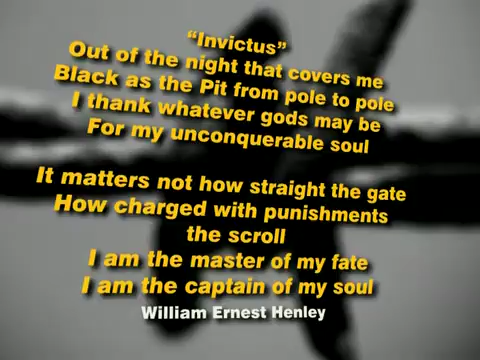 “Invictus”
Out of the night that covers me
Black as the Pit from pole to pole
I thank whatever gods may be
For my unconquerable soul
It matters not how straight the gate
How charged with punishments
the scroll
I am the master of my fate
I am the captain of my soul
William Ernest Henley